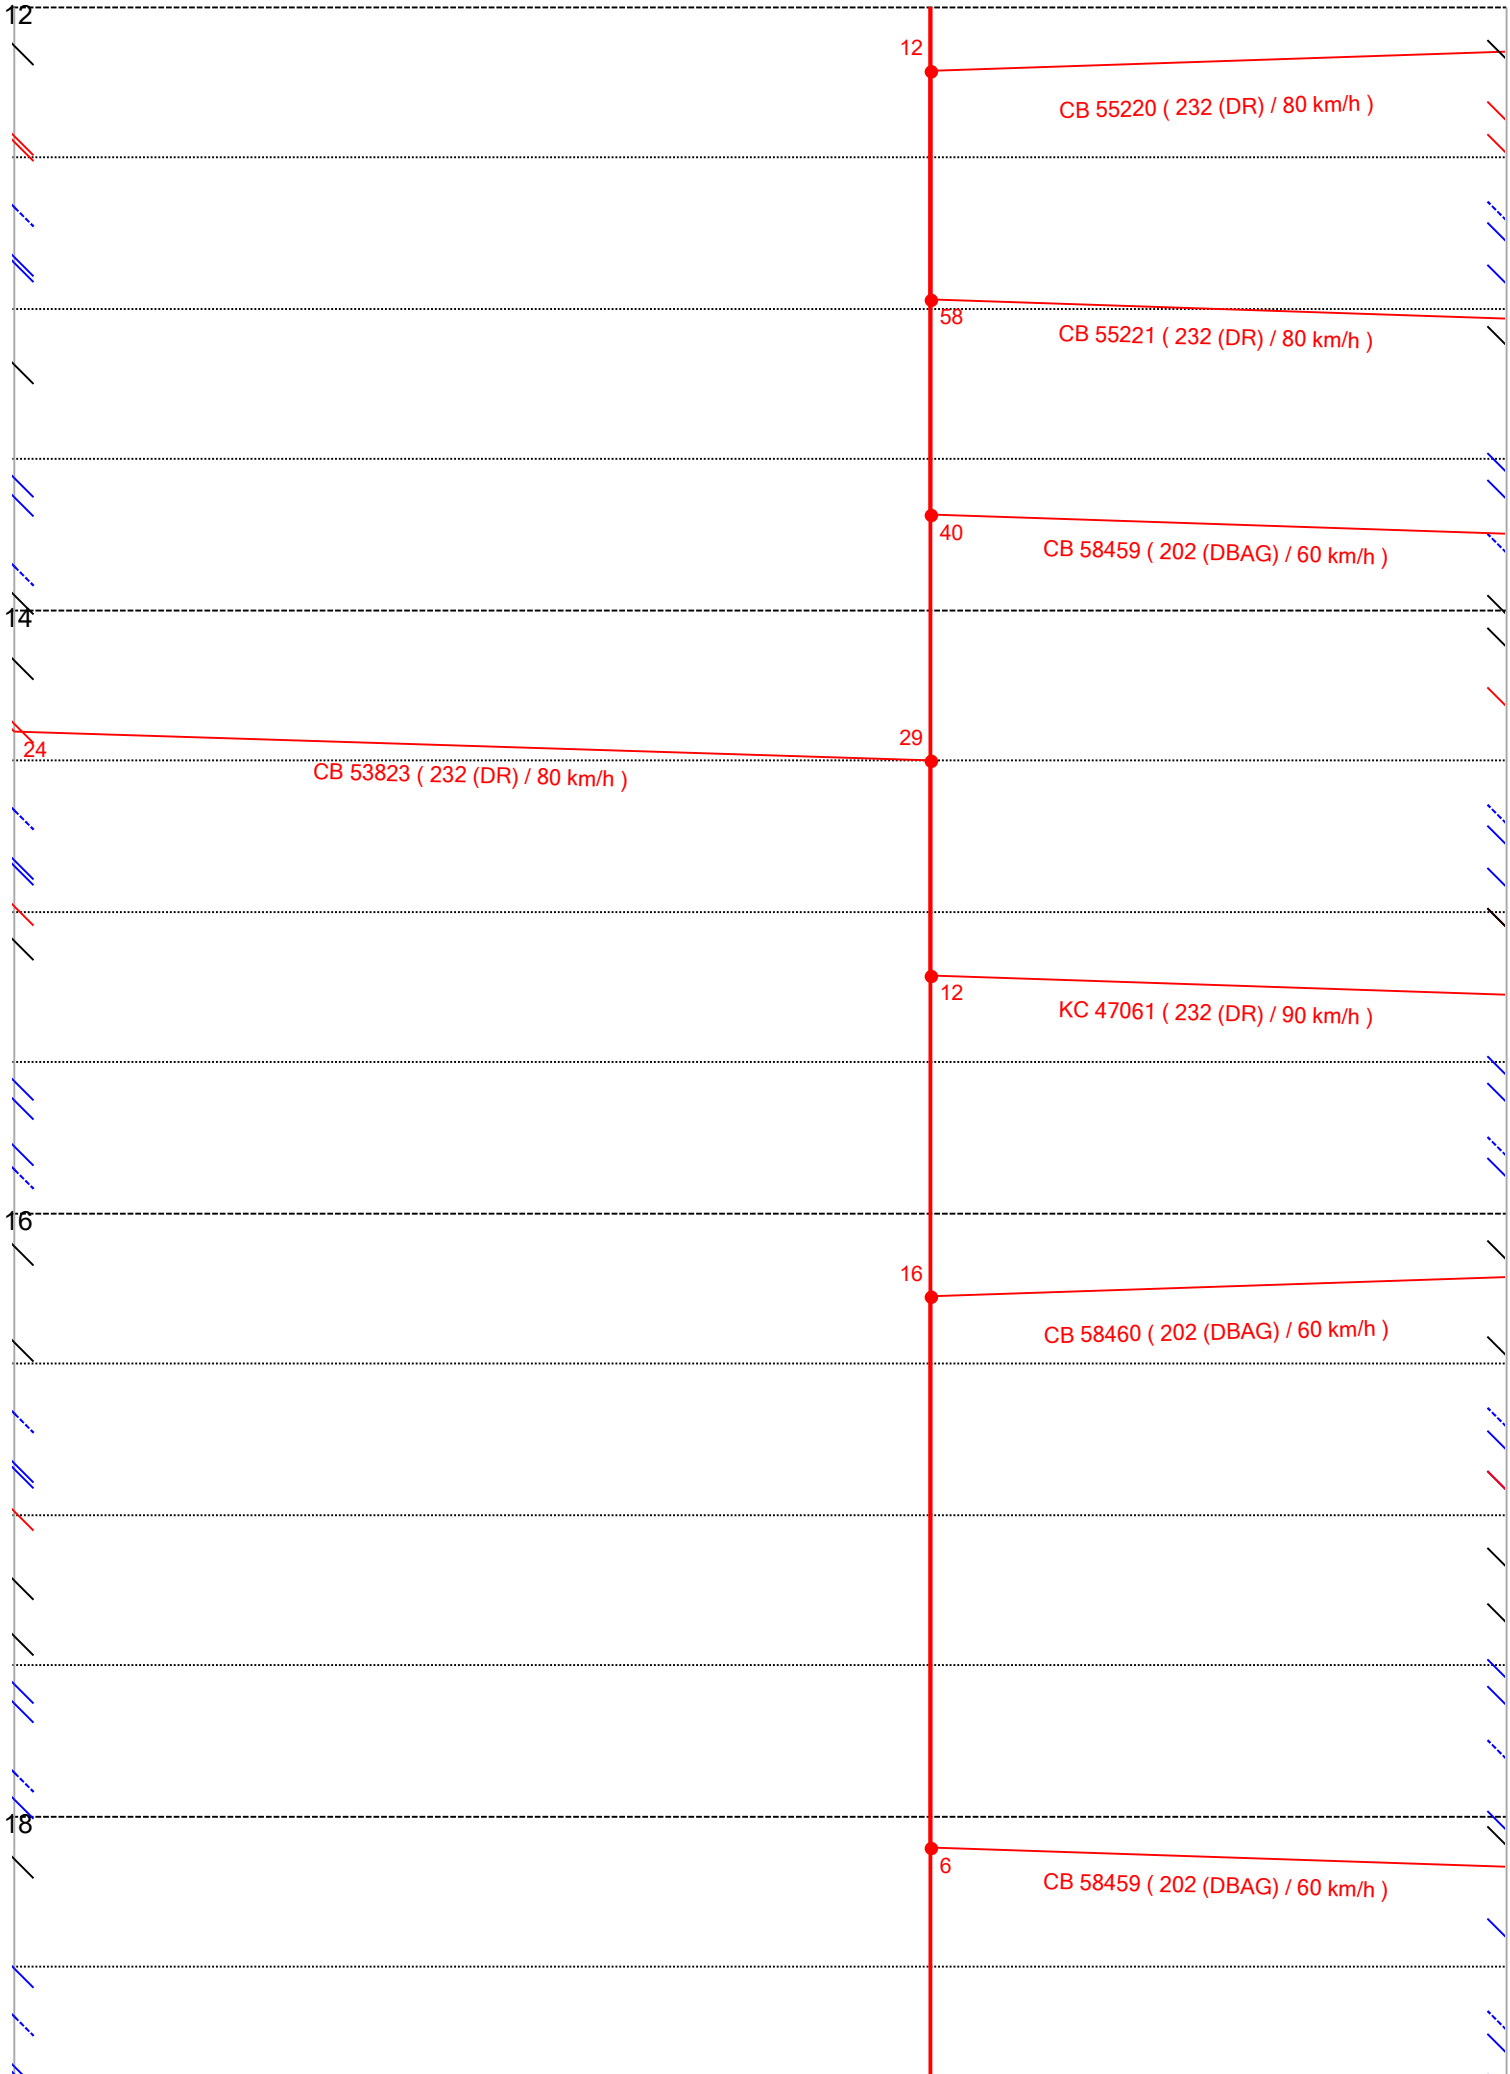 12
12
CB 55220 ( 232 (DR) / 80 km/h )
58
CB 55221 ( 232 (DR) / 80 km/h )
40
CB 58459 ( 202 (DBAG) / 60 km/h )
14
24
29
CB 53823 ( 232 (DR) / 80 km/h )
12
KC 47061 ( 232 (DR) / 90 km/h )
16
16
CB 58460 ( 202 (DBAG) / 60 km/h )
18
6
CB 58459 ( 202 (DBAG) / 60 km/h )